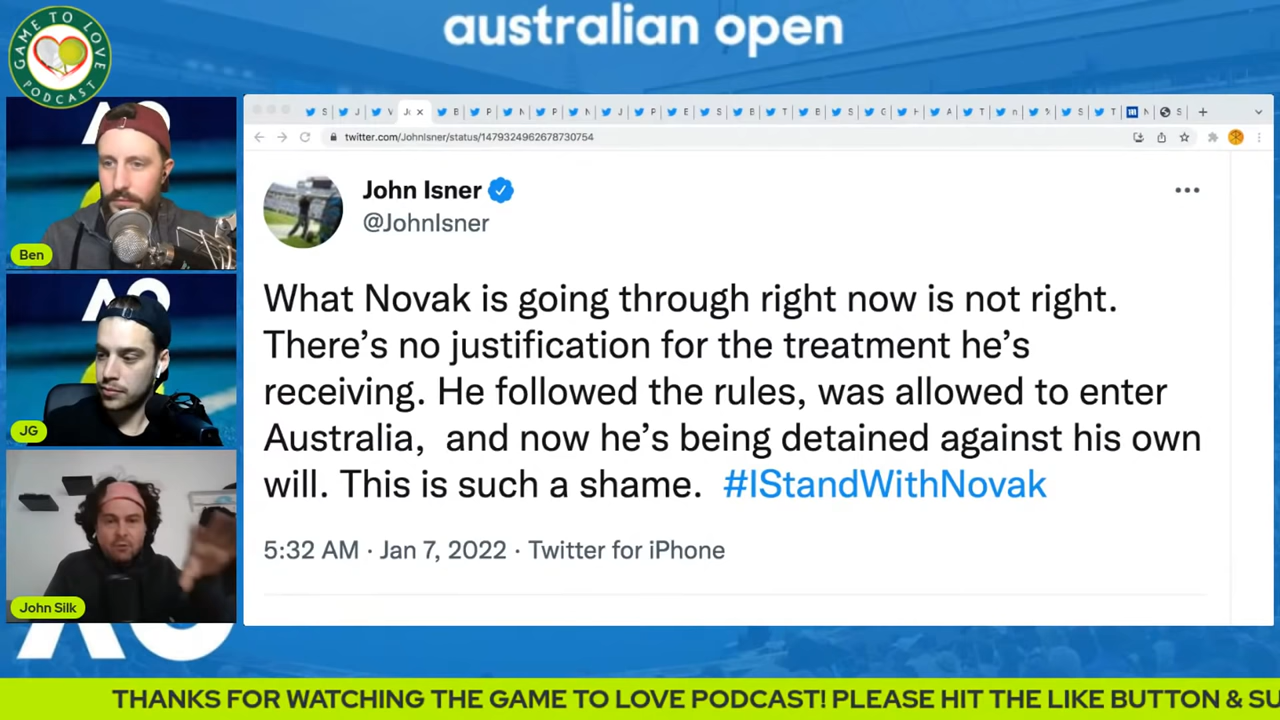 australian open
GAME TO LOVE
PODCAST
S
J
V
J
B
P
N
P
N
J
P
E
S
B
T
B
S
H
A
T
n
S
T
N
S
twitter.com/JohnIsner/status/1479324962678730754
John Isner
@JohnIsner
What Novak is going through right now is not right.
There’s no justification for the treatment he’s
receiving. He followed the rules, was allowed to enter
Australia, and now he’s being detained against his own
will. This is such a shame. #IStandWithNovak
5:32 AM · Jan 7, 2022 · Twitter for iPhone
AO
Ben
AO
JG
John Silk
AO
THANKS FOR WATCHING THE GAME TO LOVE PODCAST! PLEASE HIT THE LIKE BUTTON & SU